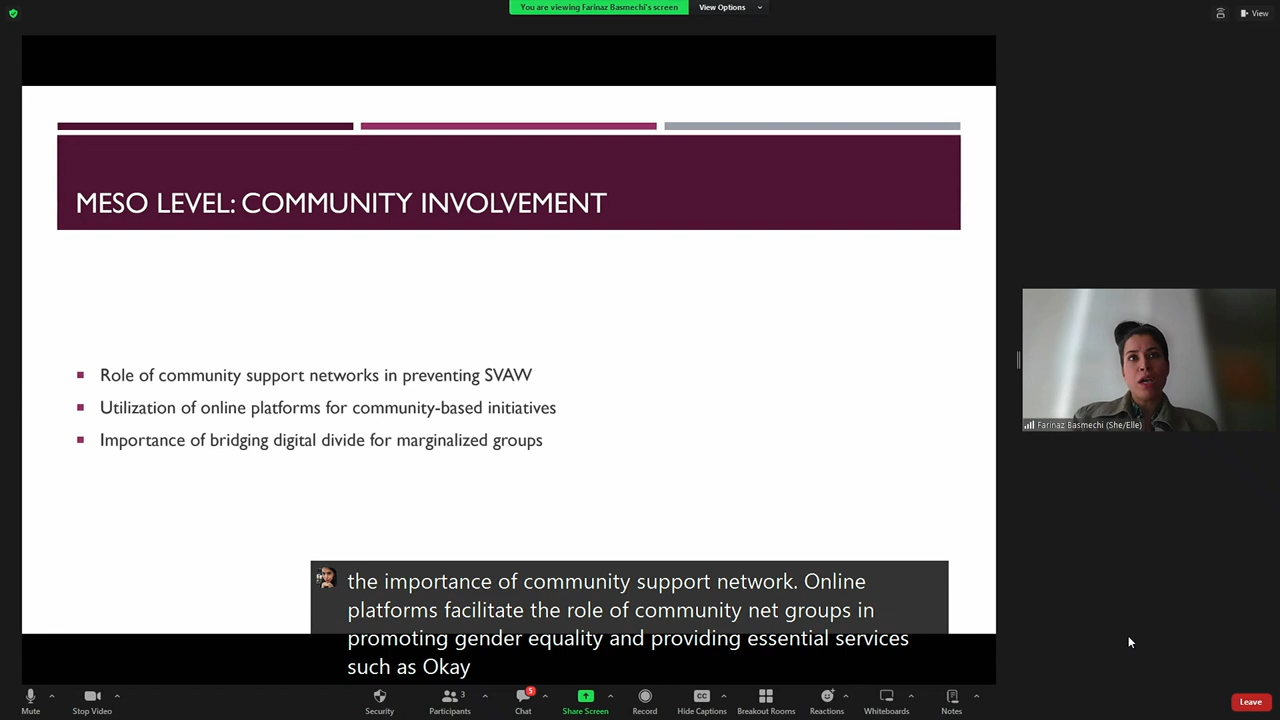 You are viewing Farinaz Basmechi's screen
View Options
View
MESO LEVEL: COMMUNITY INVOLVEMENT
Role of community support networks in preventing SVAW
Utilization of online platforms for community-based initiatives
Importance of bridging digital divide for marginalized groups
Farinaz Basmechi (She/Elle)
the importance of community support network. Online
platforms facilitate the role of community net groups in
promoting gender equality and providing essential services
such as Okay
Mute
Stop Video
Security
Participants
3
Chat
5
Share Screen
Record
CC
Hide Captions
Breakout Rooms
Reactions
Whiteboards
Notes
Leave